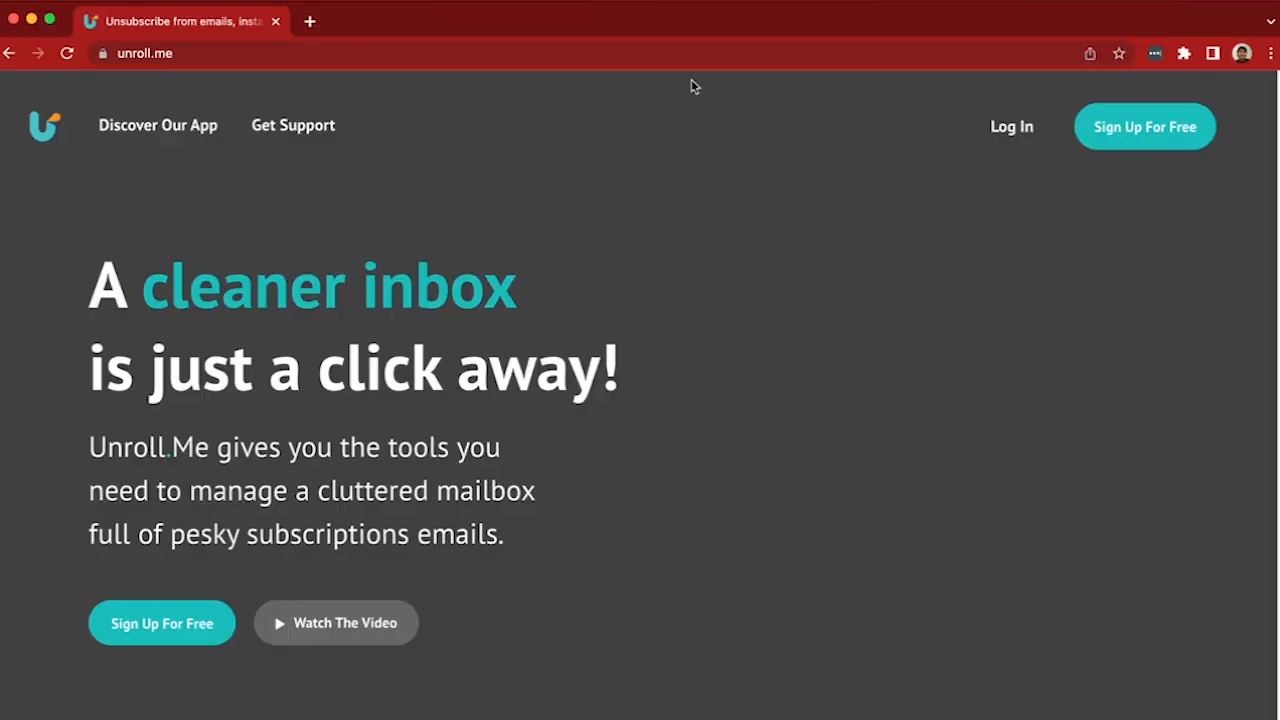 Unsubscribe from emails, insta
unroll.me
Discover Our App
Get Support
Log In
Sign Up For Free
A cleaner inbox
is just a click away!
Unroll.Me gives you the tools you
need to manage a cluttered mailbox
full of pesky subscriptions emails.
Sign Up For Free
Watch The Video